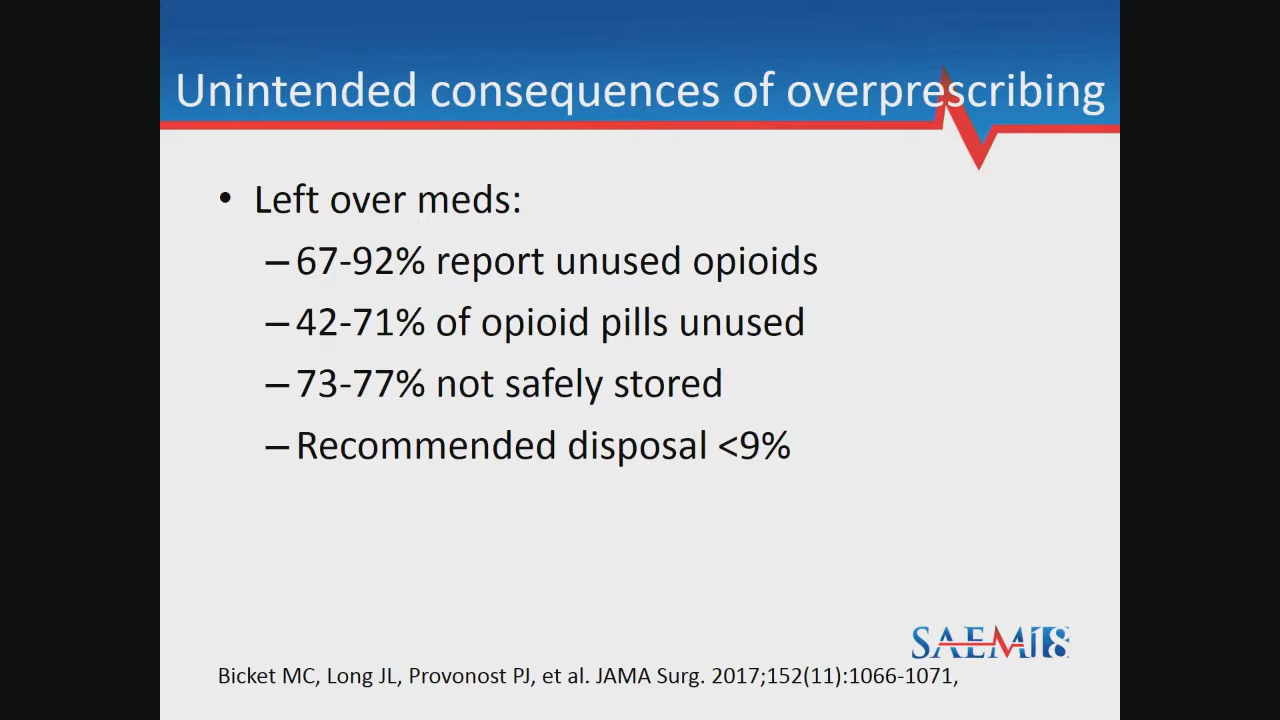 Unintended consequences of overprescribing
• Left over meds:
–67-92% report unused opioids
–42-71% of opioid pills unused
–73-77% not safely stored
–Recommended disposal <9%
SAEM18
Bicket MC, Long JL, Provonost PJ, et al. JAMA Surg. 2017;152(11):1066-1071,